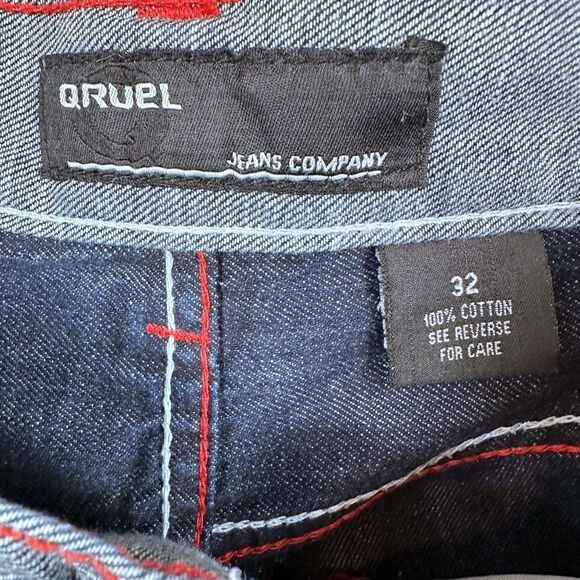 QRUEL
JEANS COMPANY
32
100% COTTON
SEE REVERSE
FOR CARE